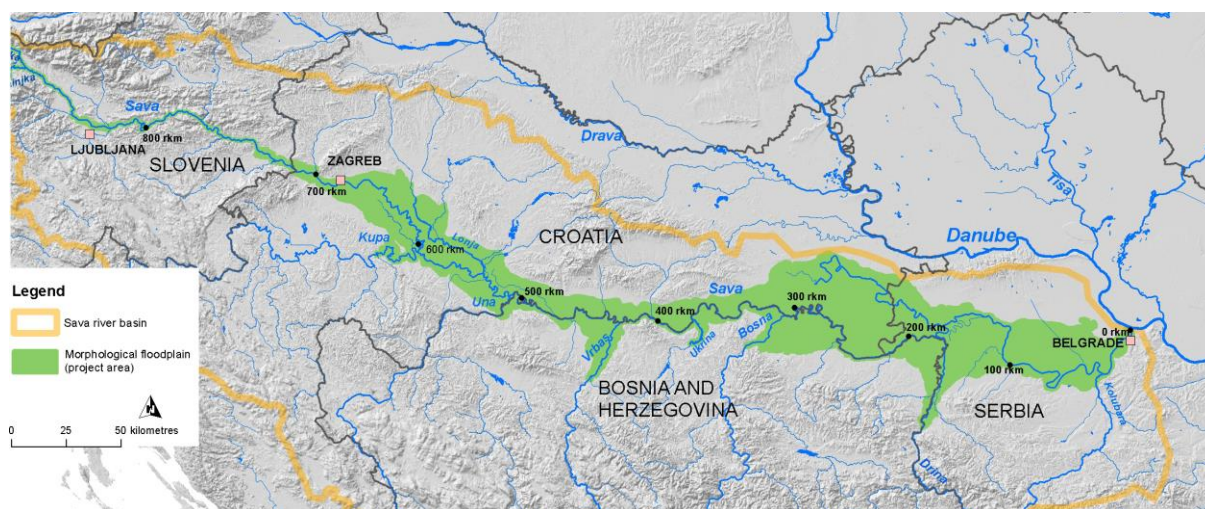 Sava
800 rkm
LJUBLJANA
SLOVENIA
ZAGREB
700 rkm
Drava
Tisa
Danube
Kupa
Lonja
600 rkm
CROATIA
Una
500 rkm
Sava
400 rkm
300 rkm
Vrbas
Ukrina
Bosna
200 rkm
0 rkm
BELGRADE
100 rkm
Kolubara
BOSNIA AND
HERZEGOVINA
SERBIA
Drina
Legend
Sava river basin
Morphological floodplain
(project area)
N
0 25 50 kilometres